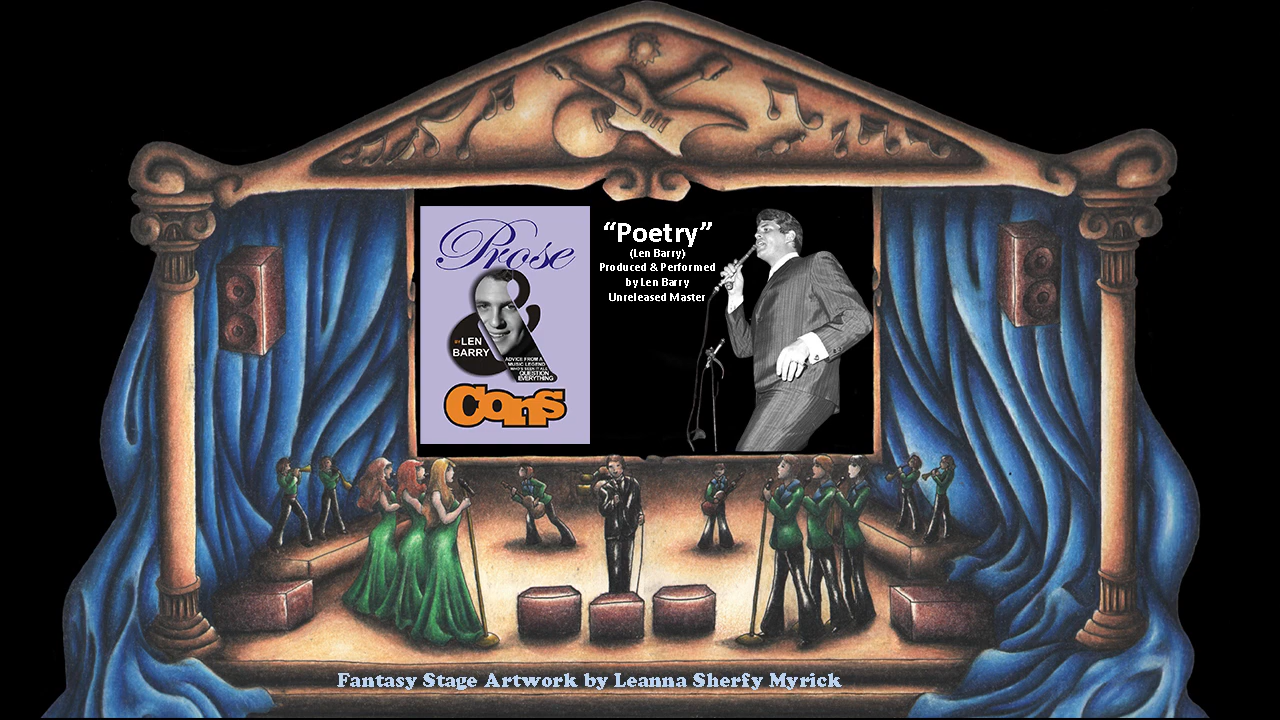 Prose
&
BY LEN
BARRY
ADVICE FROM A
MUSIC LEGEND
WHO'S SEEN IT ALL
QUESTION
EVERYTHING
Cons
“Poetry”
(Len Barry)
Produced & Performed
by Len Barry
Unreleased Master
Fantasy Stage Artwork by Leanna Sherfy Myrick